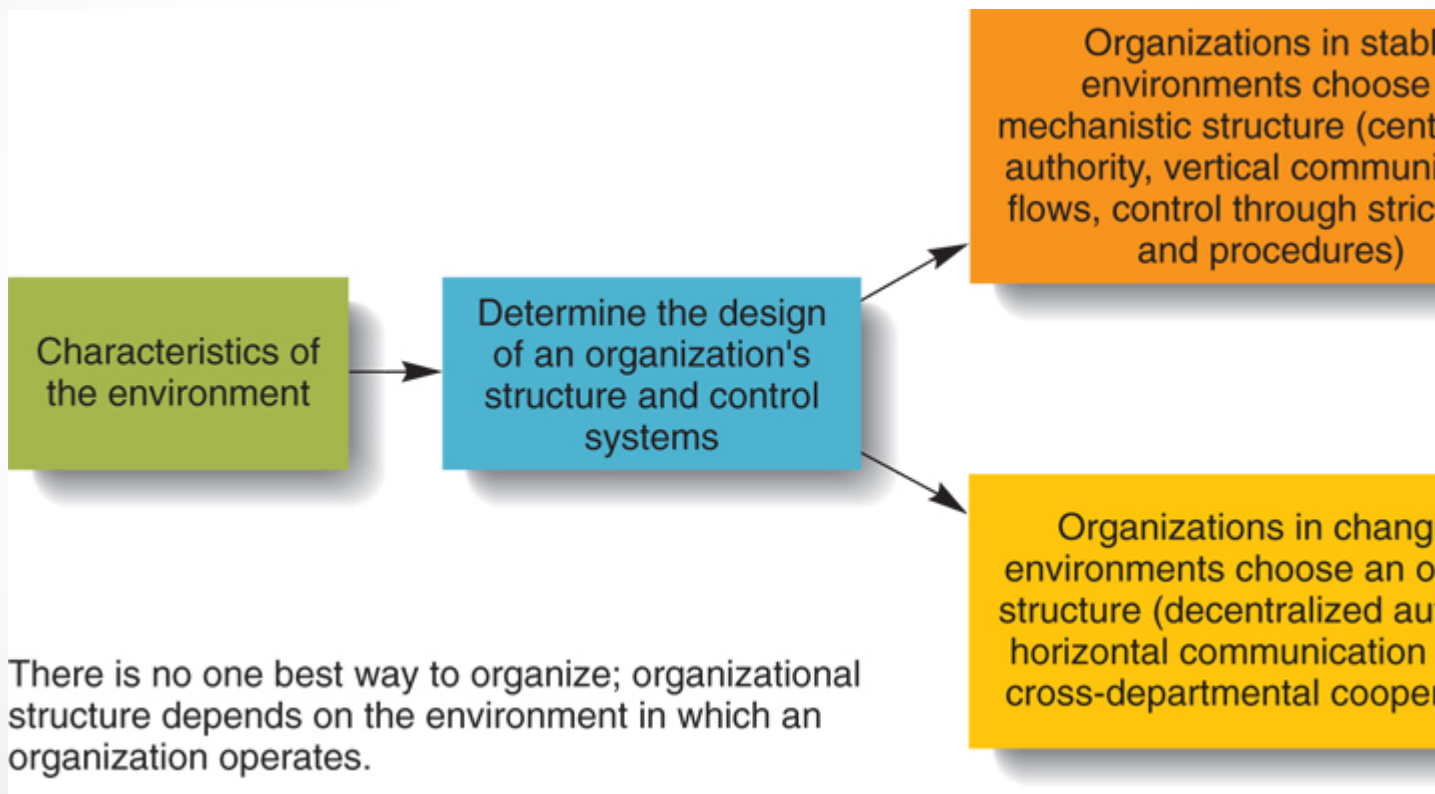 Characteristics of
the environment
Determine the design
of an organization's
structure and control
systems
Organizations in
environments choose
mechanistic structure
authority, vertical
flows, control through
and procedures)
Organizations in
environments choose an
structure (decentralized
horizontal communication
cross-departmental
There is no one best way to organize; organizational
structure depends on the environment in which an
organization operates.